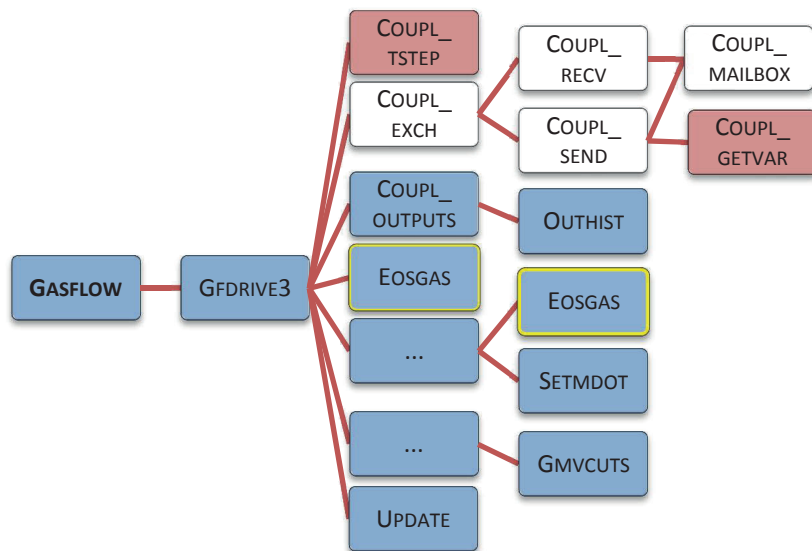 COUPL_
TSTEP
COUPL_
EXCH
COUPL_
RECV
COUPL_
MAILBOX
COUPL_
SEND
COUPL_
GETVAR
COUPL_
OUTPUTS
OUTHIST
GASFLOW
GFDRIVE3
EOSGAS
EOSGAS
...
SETMDOT
...
GMVCUTS
UPDATE